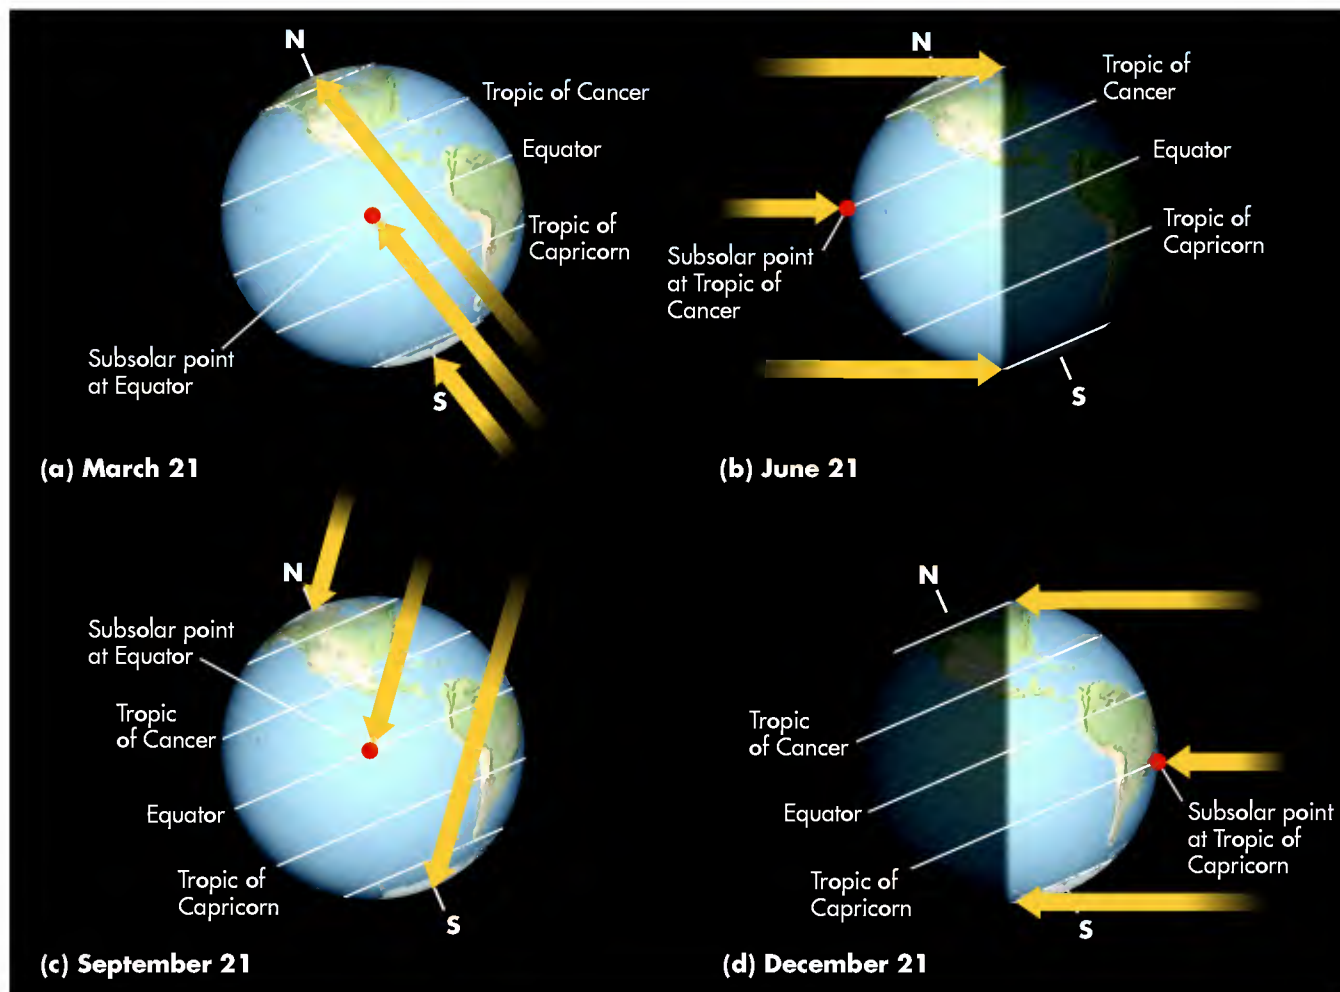 N
Tropic of Cancer
Equator
Tropic of
Capricorn
Subsolar point
at Equator
S
(a) March 21
N
Tropic of
Cancer
Equator
Tropic of
Capricorn
Subsolar point
at Tropic of
Cancer
S
(b) June 21
N
Subsolar point
at Equator
Tropic
of Cancer
Equator
Tropic of
Capricorn
S
(c) September 21
N
Tropic
of Cancer
Equator
Tropic of
Capricorn
Subsolar point
at Tropic of
Capricorn
S
(d) December 21